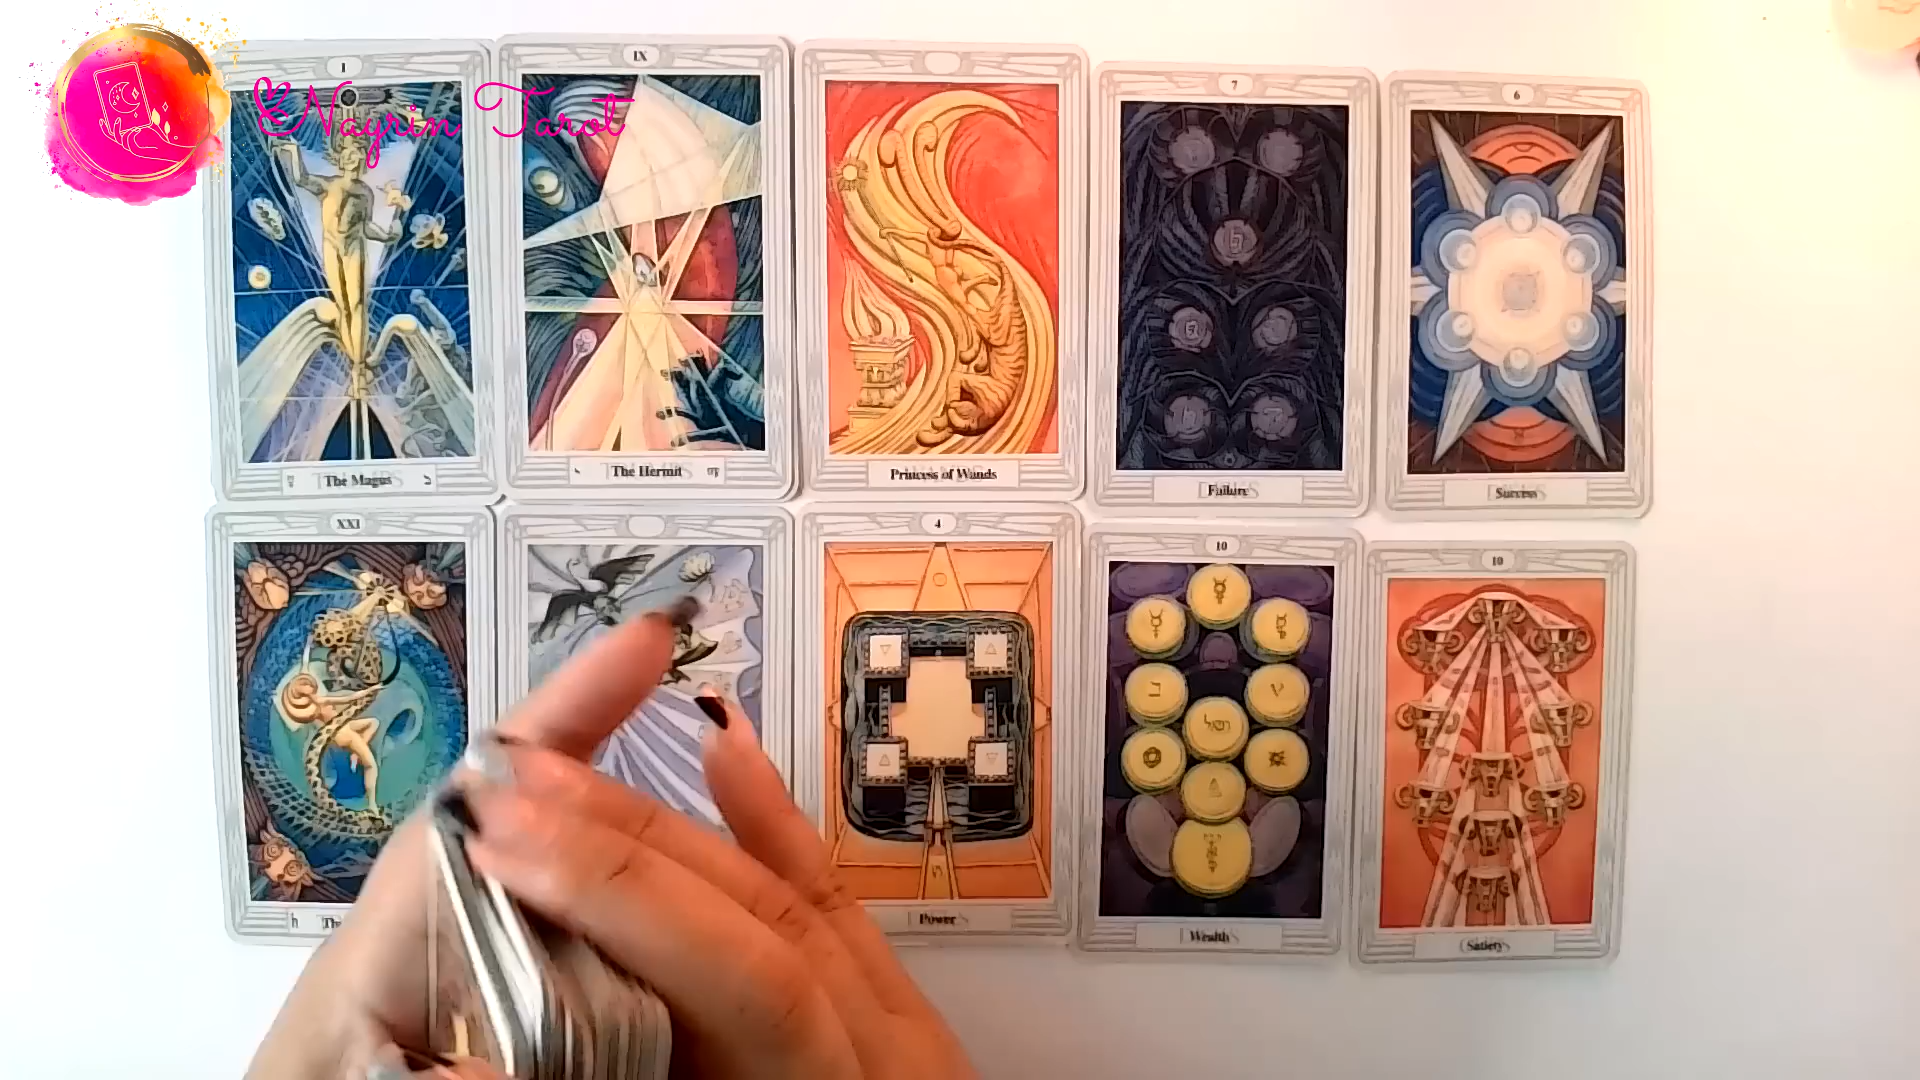 Nayrin Tarot
I
IX
7
6
The Magus
The Hermit
Princess of Wands
Failure
Success
XXI
4
10
10
Power
Wealth
Satiety